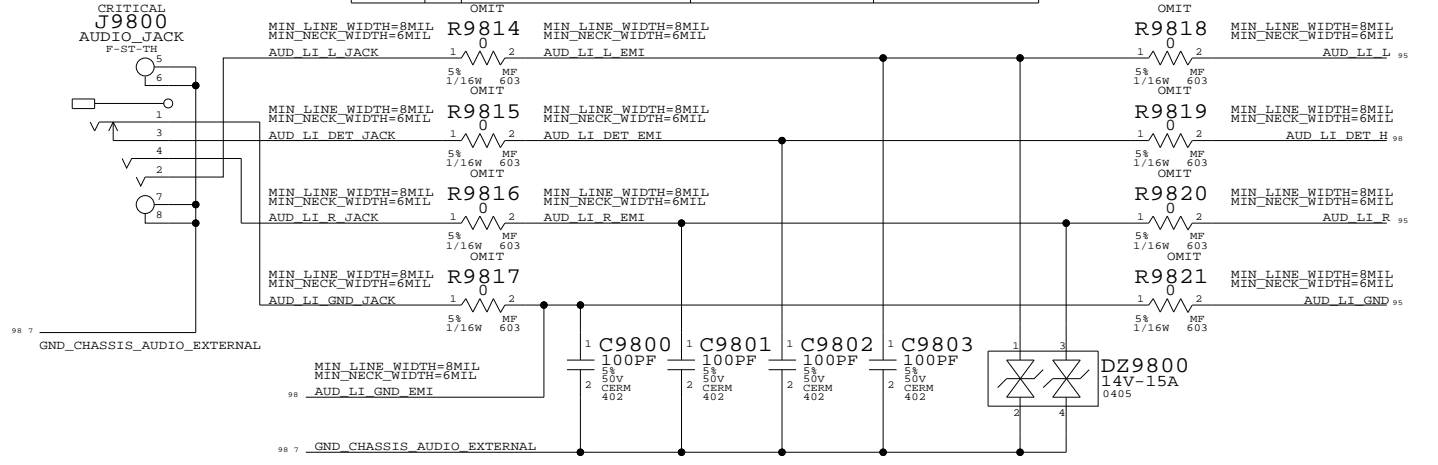 CRITICAL
J9800
AUDIO_JACK
F-ST-TH
5
6
1
3
4
2
7
8
98 7
GND_CHASSIS_AUDIO_EXTERNAL
MIN_LINE_WIDTH=8MIL
MIN_NECK_WIDTH=6MIL
AUD_LI_L_JACK
OMIT
R9814
0
1 2
5% MF
1/16W 603
MIN_LINE_WIDTH=8MIL
MIN_NECK_WIDTH=6MIL
AUD_LI_L_EMI
OMIT
R9818
0
1 2
5% MF
1/16W 603
MIN_LINE_WIDTH=8MIL
MIN_NECK_WIDTH=6MIL
AUD_LI_L 95
MIN_LINE_WIDTH=8MIL
MIN_NECK_WIDTH=6MIL
AUD_LI_DET_JACK
OMIT
R9815
0
1 2
5% MF
1/16W 603
MIN_LINE_WIDTH=8MIL
MIN_NECK_WIDTH=6MIL
AUD_LI_DET_EMI
OMIT
R9819
0
1 2
5% MF
1/16W 603
MIN_LINE_WIDTH=8MIL
MIN_NECK_WIDTH=6MIL
AUD_LI_DET_H 98
MIN_LINE_WIDTH=8MIL
MIN_NECK_WIDTH=6MIL
AUD_LI_R_JACK
OMIT
R9816
0
1 2
5% MF
1/16W 603
MIN_LINE_WIDTH=8MIL
MIN_NECK_WIDTH=6MIL
AUD_LI_R_EMI
OMIT
R9820
0
1 2
5% MF
1/16W 603
MIN_LINE_WIDTH=8MIL
MIN_NECK_WIDTH=6MIL
AUD_LI_R 95
MIN_LINE_WIDTH=8MIL
MIN_NECK_WIDTH=6MIL
AUD_LI_GND_JACK
OMIT
R9817
0
1 2
5% MF
1/16W 603
OMIT
R9821
0
1 2
5% MF
1/16W 603
MIN_LINE_WIDTH=8MIL
MIN_NECK_WIDTH=6MIL
AUD_LI_GND 95
MIN_LINE_WIDTH=8MIL
MIN_NECK_WIDTH=6MIL
98 AUD_LI_GND_EMI
98 7 GND_CHASSIS_AUDIO_EXTERNAL
1
2
C9800
100PF
5%
50V
CERM
402
1
2
C9801
100PF
5%
50V
CERM
402
1
2
C9802
100PF
5%
50V
CERM
402
1
2
C9803
100PF
5%
50V
CERM
402
1 3
2 4
DZ9800
14V-15A
0405